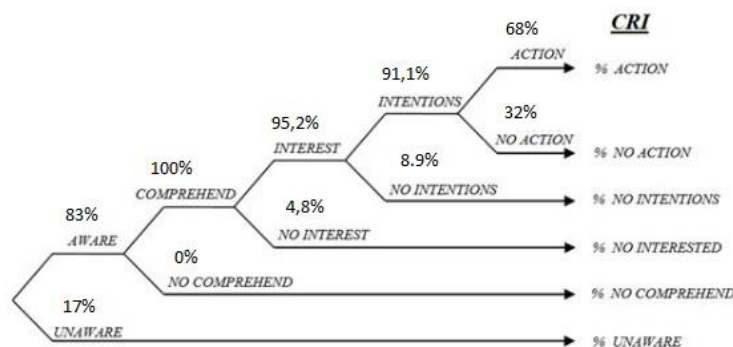 68%
CRI
ACTION
% ACTION
91,1%
INTENTIONS
32%
95,2%
NO ACTION
% NO ACTION
INTEREST
8.9%
100%
NO INTENTIONS
% NO INTENTIONS
COMPREHEND
4,8%
83%
NO INTEREST
% NO INTERESTED
AWARE
0%
NO COMPREHEND
% NO COMPREHEND
17%
UNAWARE
% UNAWARE